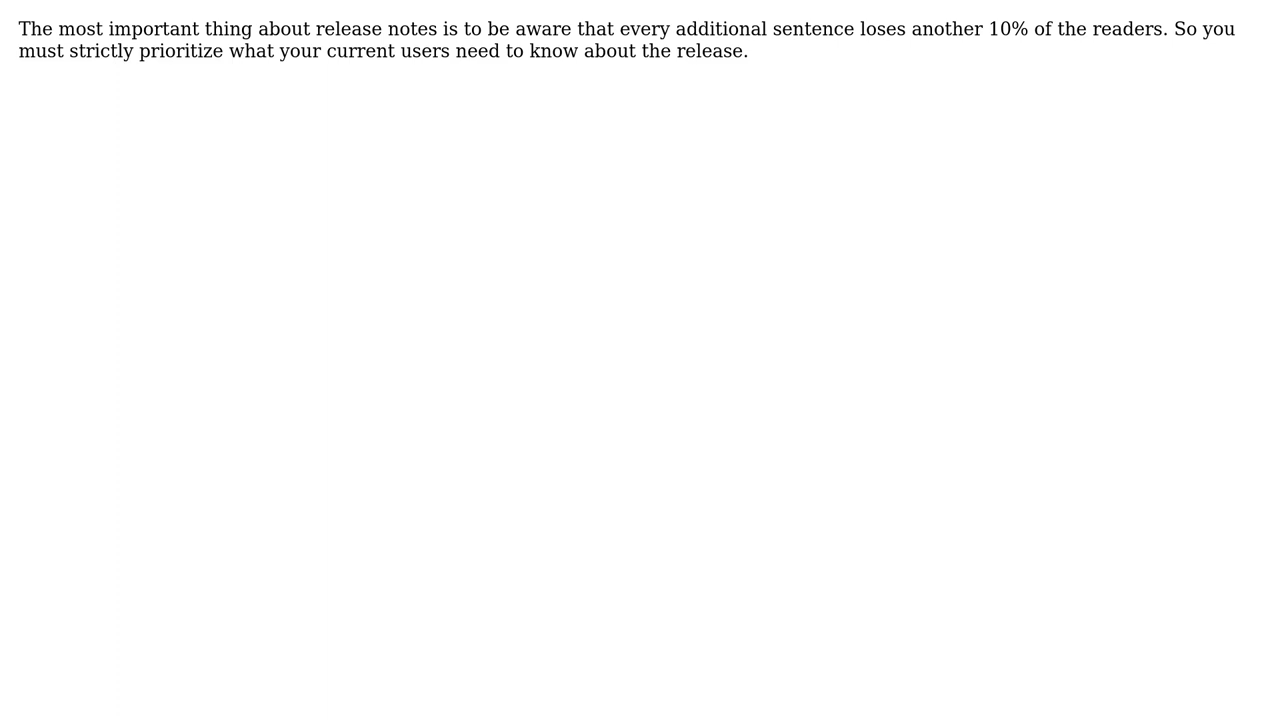 The most important thing about release notes is to be aware that every additional sentence loses another 10% of the readers. So you
must strictly prioritize what your current users need to know about the release.